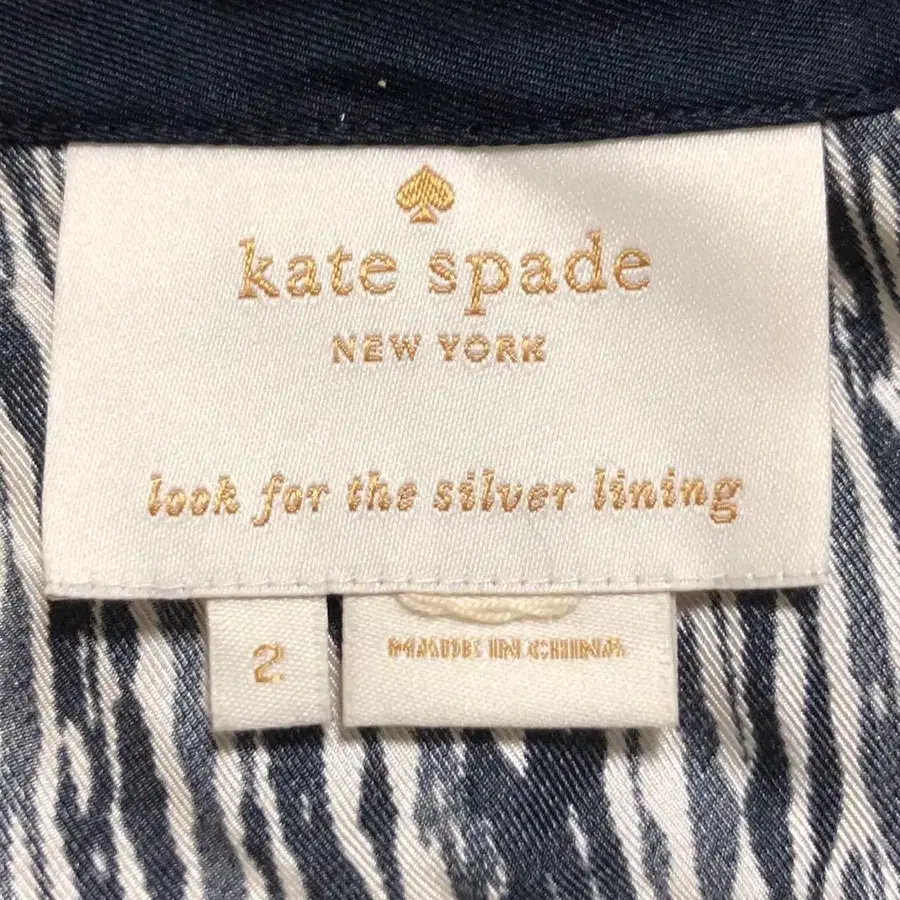 kate spade
NEW YORK
look for the silver lining
2
MADE IN CHINA